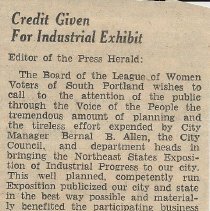 Credit Given
For Industrial Exhibit
Editor of the Press Herald:
The Board of the League of Women
Voters of South Portland wishes to
call to the attention of the public
through the Voice of the People the
tremendous amount of planning and
the tireless effort expended by City
Manager Bernal B. Allen, the City
Council, and department heads in
bringing the Northeast States Exposi-
tion of Industrial Progress to our city.
This well planned, competently run
Exposition publicized our city and state
in the best way possible and material-
ly benefited the participating business